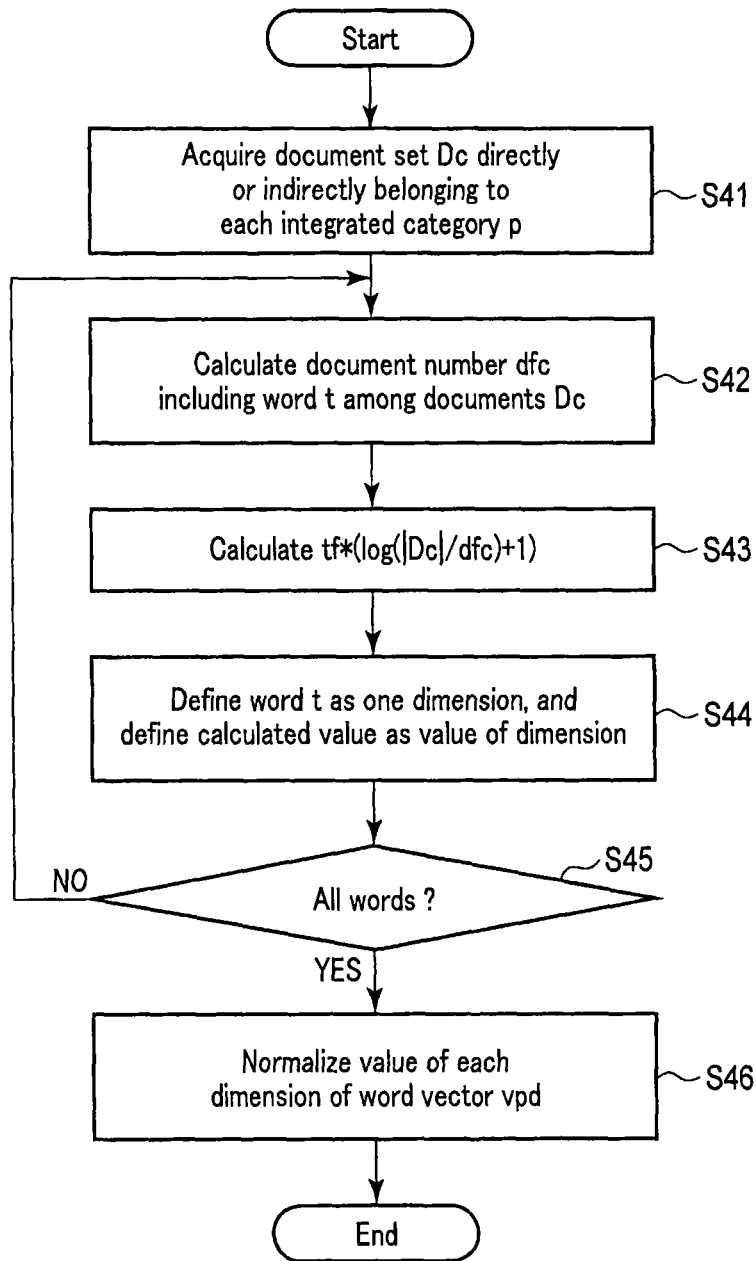 Start
Acquire document set Dc directly
or indirectly belonging to
each integrated category p
S41
Calculate document number dfc
including word t among documents Dc
S42
Calculate tf*(log(|Dc|/dfc)+1)
S43
Define word t as one dimension, and
define calculated value as value of dimension
S44
S45
NO
All words ?
YES
Normalize value of each
dimension of word vector vpd
S46
End